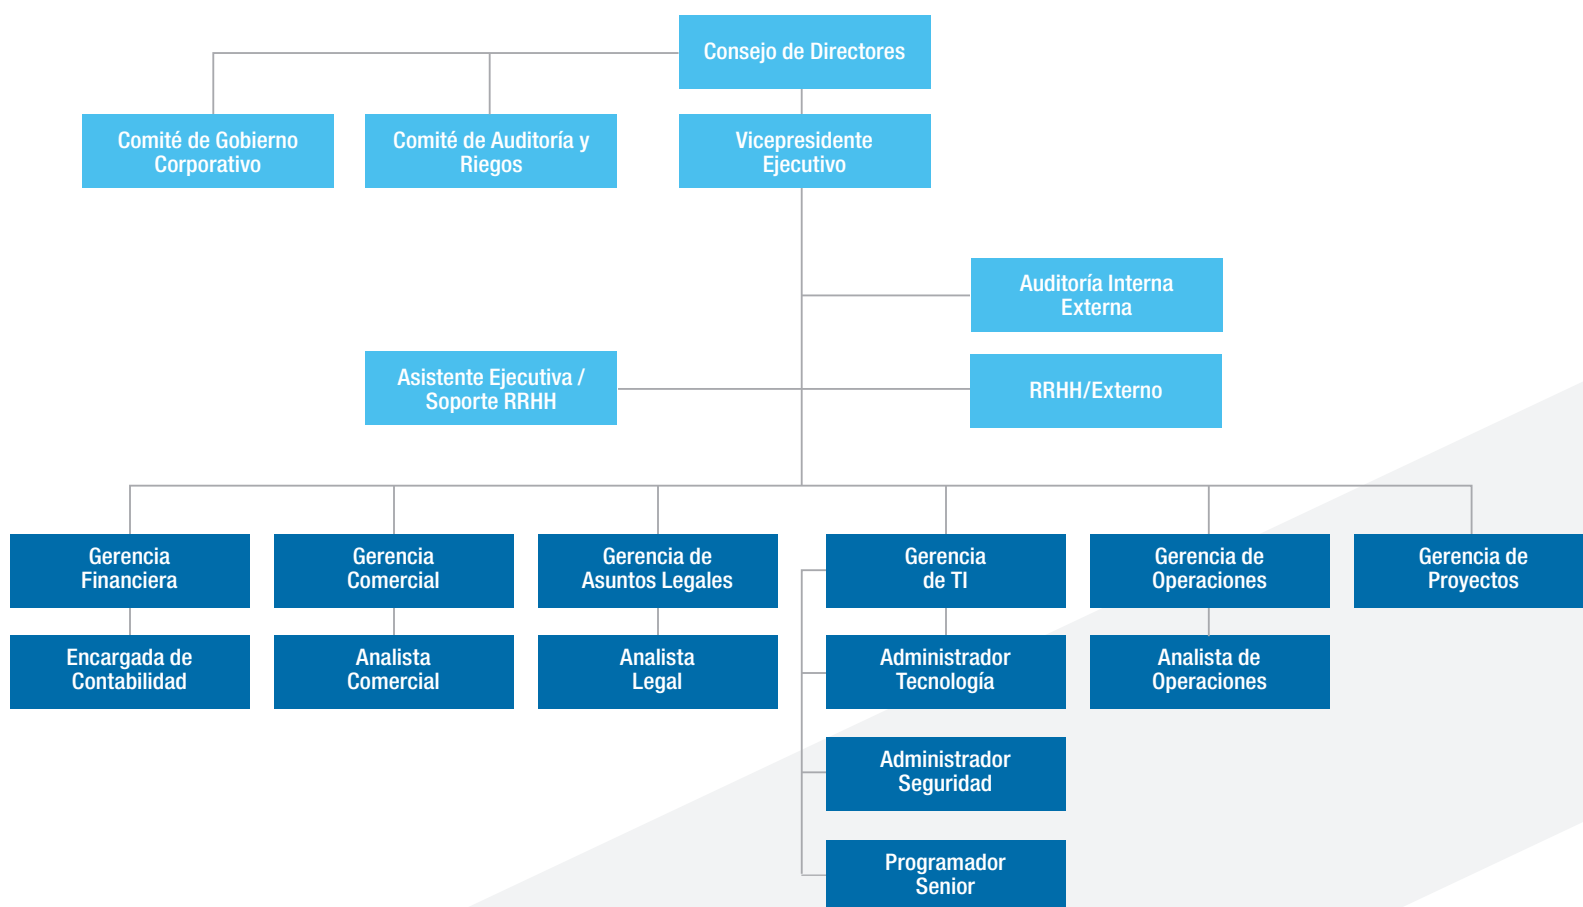 Consejo de Directores
Comité de Gobierno
Corporativo
Comité de Auditoría y
Riegos
Vicepresidente
Ejecutivo
Auditoría Interna
Externa
Asistente Ejecutiva /
Soporte RRHH
RRHH/Externo
Gerencia
Financiera
Gerencia
Comercial
Gerencia de
Asuntos Legales
Gerencia
de TI
Gerencia de
Operaciones
Gerencia de
Proyectos
Encargada de
Contabilidad
Analista
Comercial
Analista
Legal
Administrador
Tecnología
Analista de
Operaciones
Administrador
Seguridad
Programador
Senior